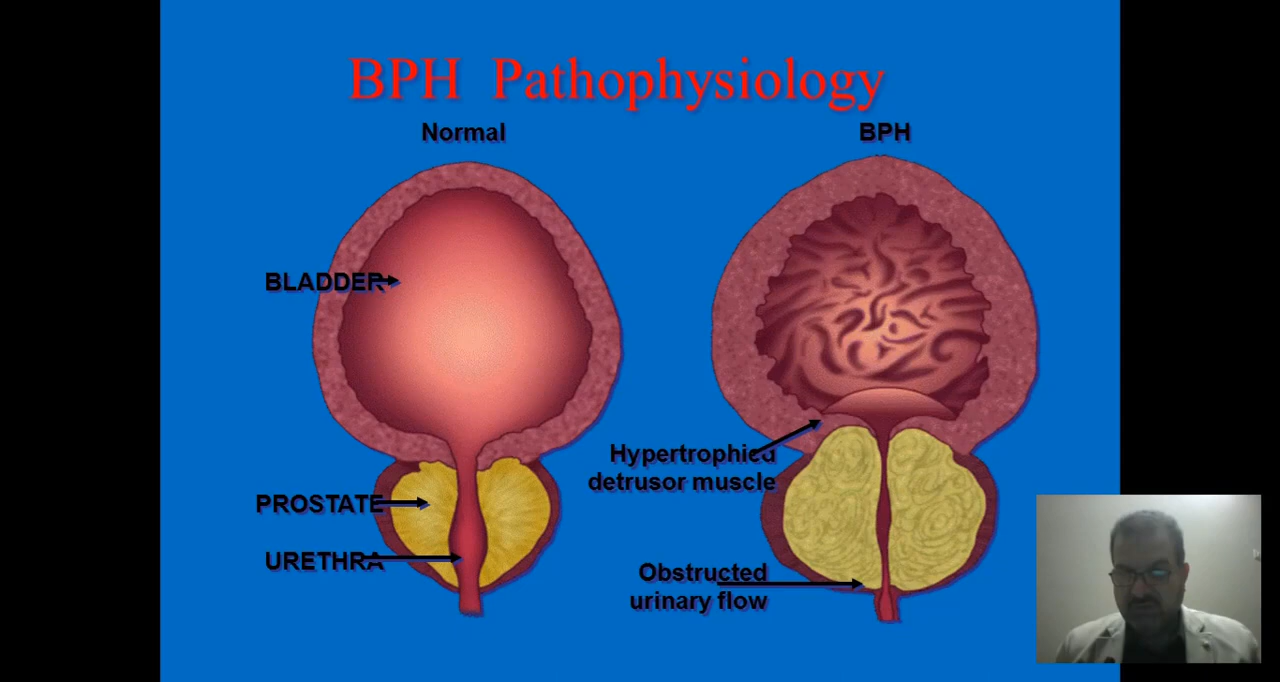 BPH Pathophysiology
Normal
BPH
BLADDER
Hypertrophied
detrusor muscle
PROSTATE
URETHRA
Obstructed
urinary flow